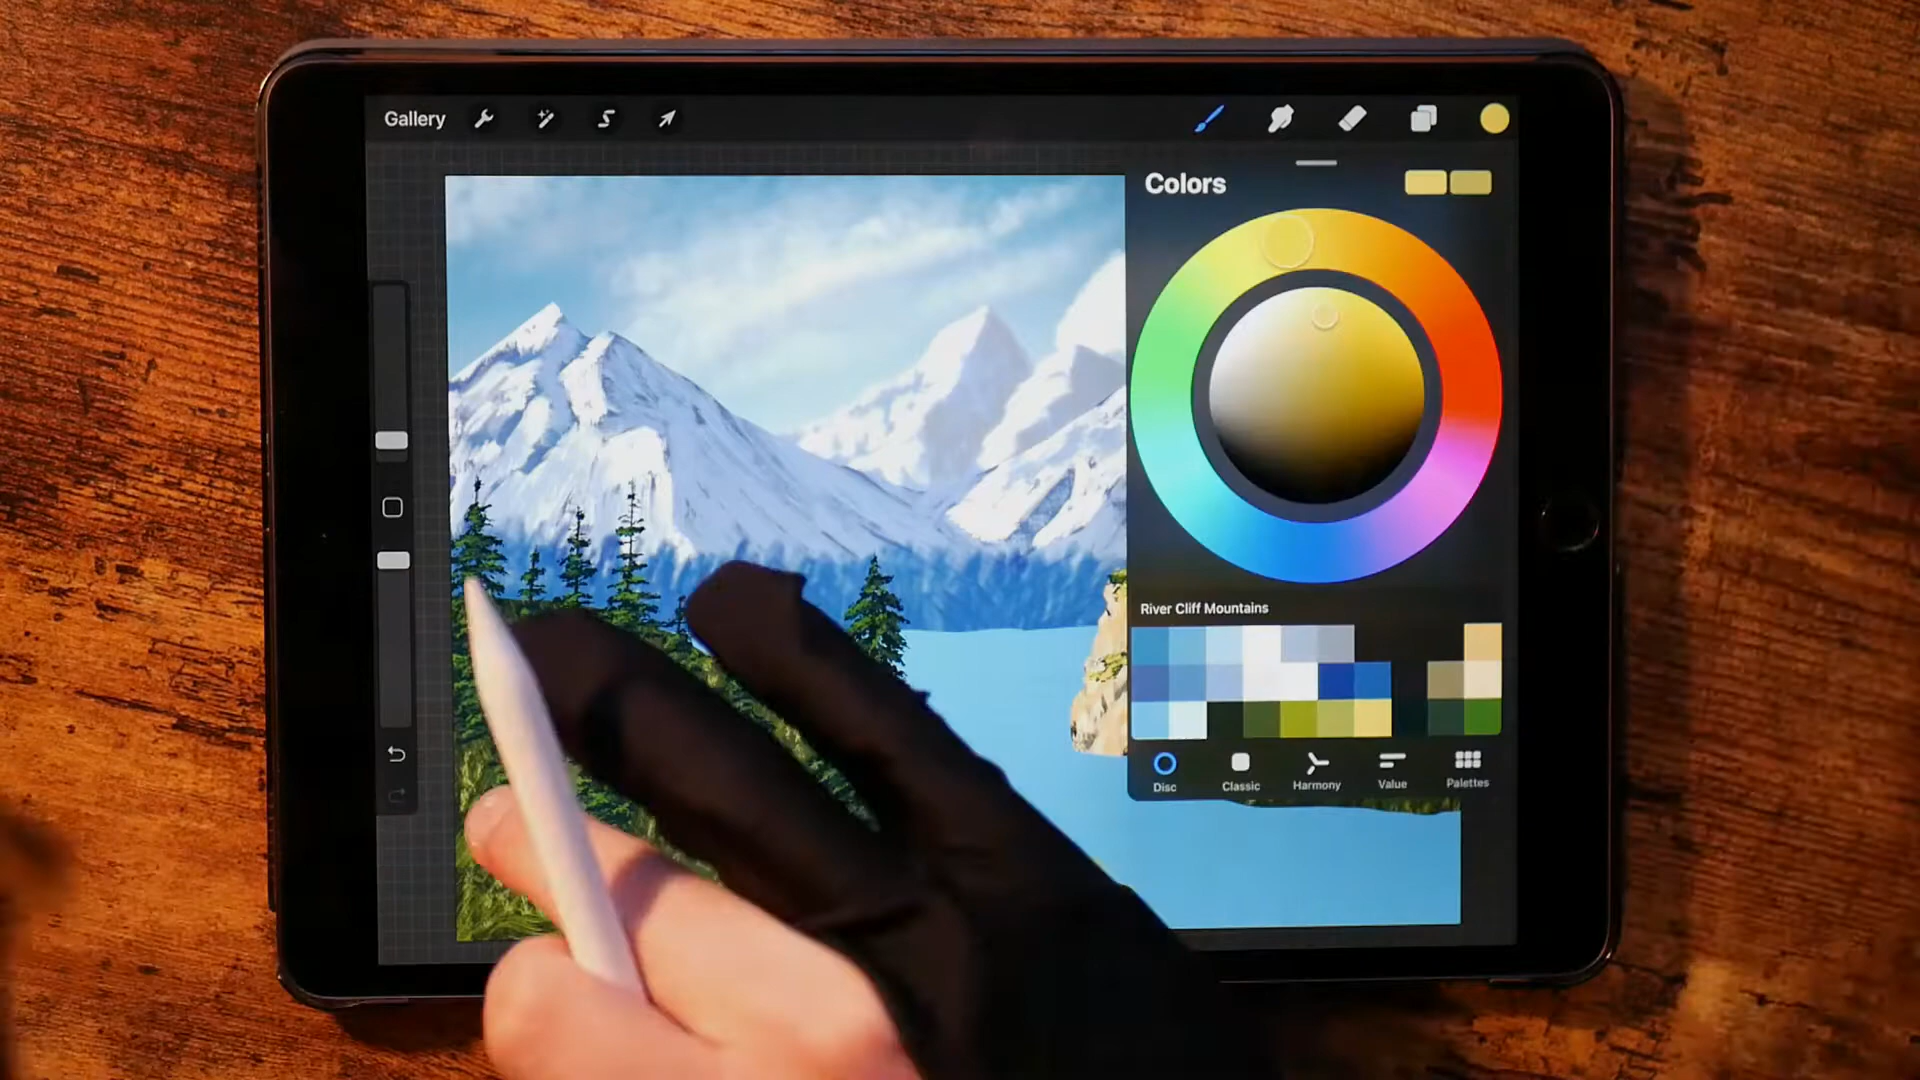 Gallery
Colors
River Cliff Mountains
Disc
Classic
Harmony
Value
Palettes